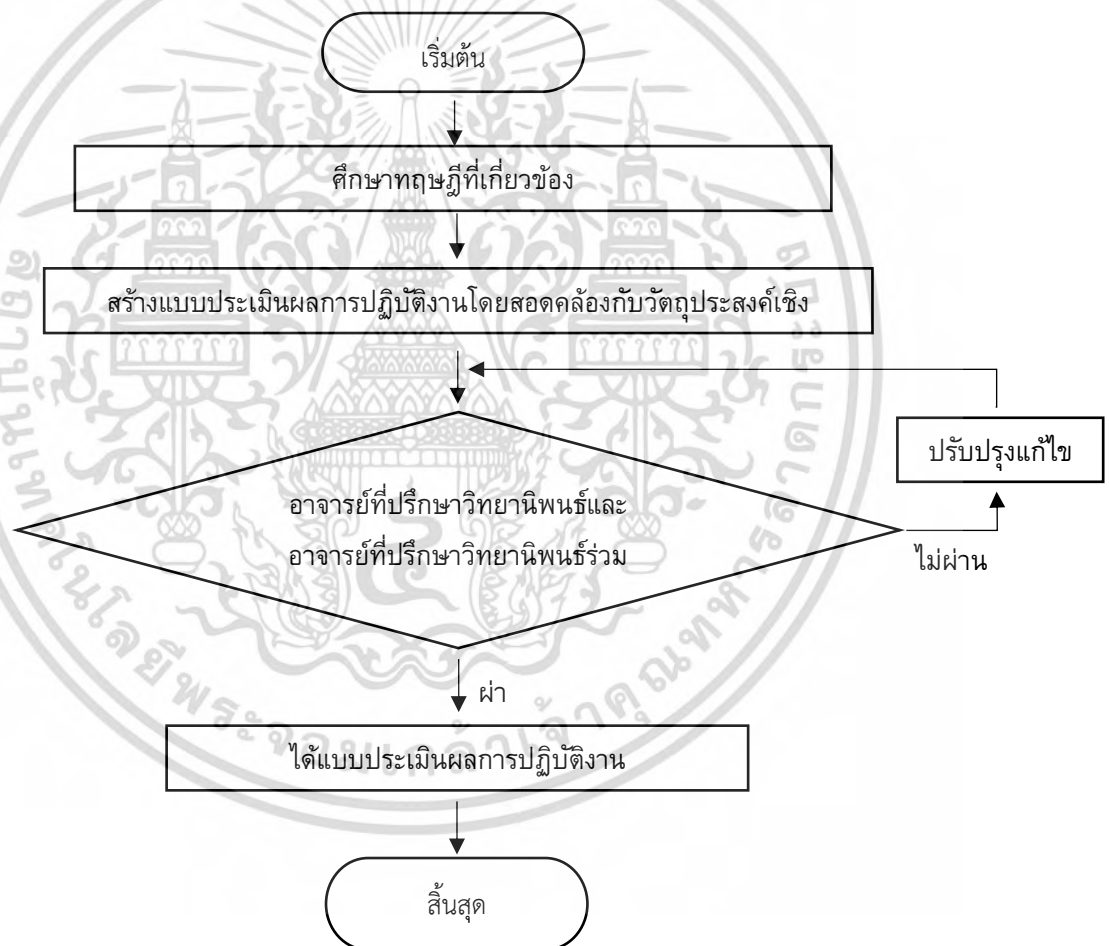 เริ่มต้น
ศึกษาทฤษฎีที่เกี่ยวข้อง
สร้างแบบประเมินผลการปฏิบัติงานโดยสอดคล้องกับวัตถุประสงค์เชิง
ปรับปรุงแก้ไข
อาจารย์ที่ปรึกษาวิทยานิพนธ์และ
อาจารย์ที่ปรึกษาวิทยานิพนธ์ร่วม
ไม่ผ่าน
ผ่า
ได้แบบประเมินผลการปฏิบัติงาน
สิ้นสุด